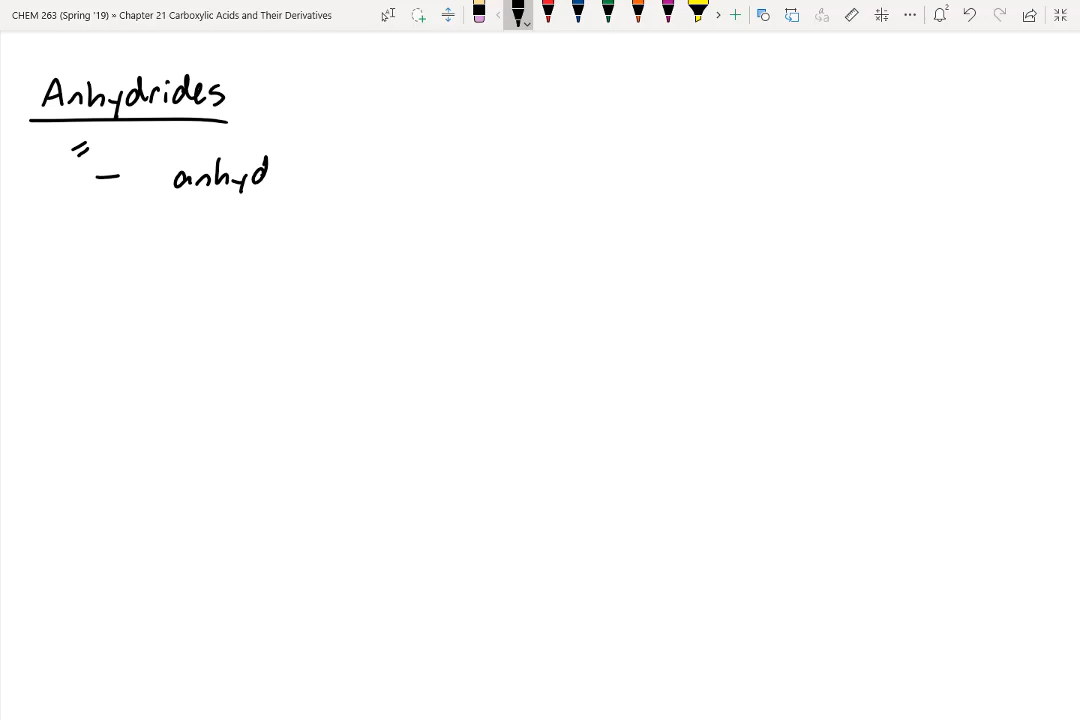 CHEM 263 (Spring '19) » Chapter 21 Carboxylic Acids and Their Derivatives
Anhydrides
" — anhyd